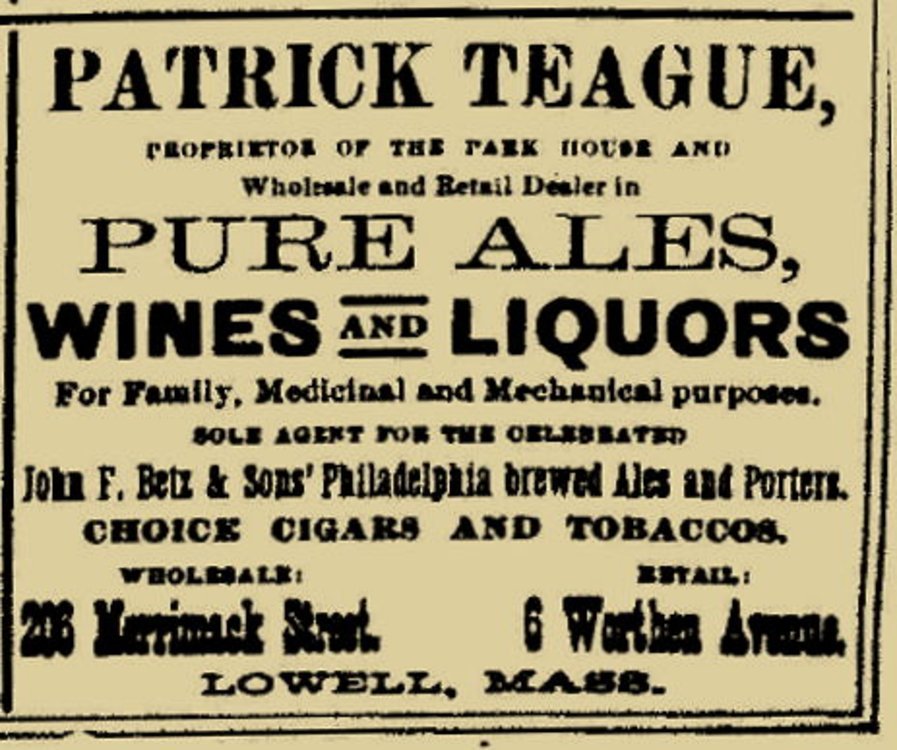 PATRICK TEAGUE,
PROPRIETOR OF THE PARK HOUSE AND
Wholesale and Retail Dealer in
PURE ALES,
WINES AND LIQUORS
For Family, Medicinal and Mechanical purposes.
SOLE AGENT FOR THE CELEBRATED
John F. Betz & Sons' Philadelphia brewed Ales and Porters.
CHOICE CIGARS AND TOBACCOS.
WHOLESALE: RETAIL:
206 Merrimack Street. 6 Worthen Avenue.
LOWELL, MASS.